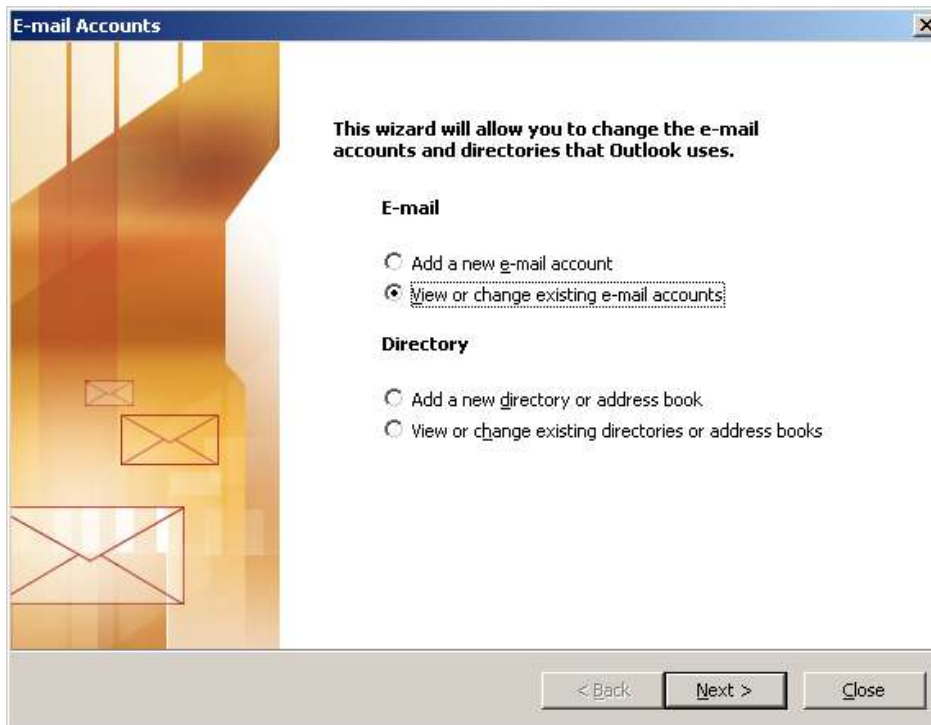 E-mail Accounts
This wizard will allow you to change the e-mail
accounts and directories that Outlook uses.
E-mail
Add a new e-mail account
View or change existing e-mail accounts
Directory
Add a new directory or address book
View or change existing directories or address books
< Back Next > Close